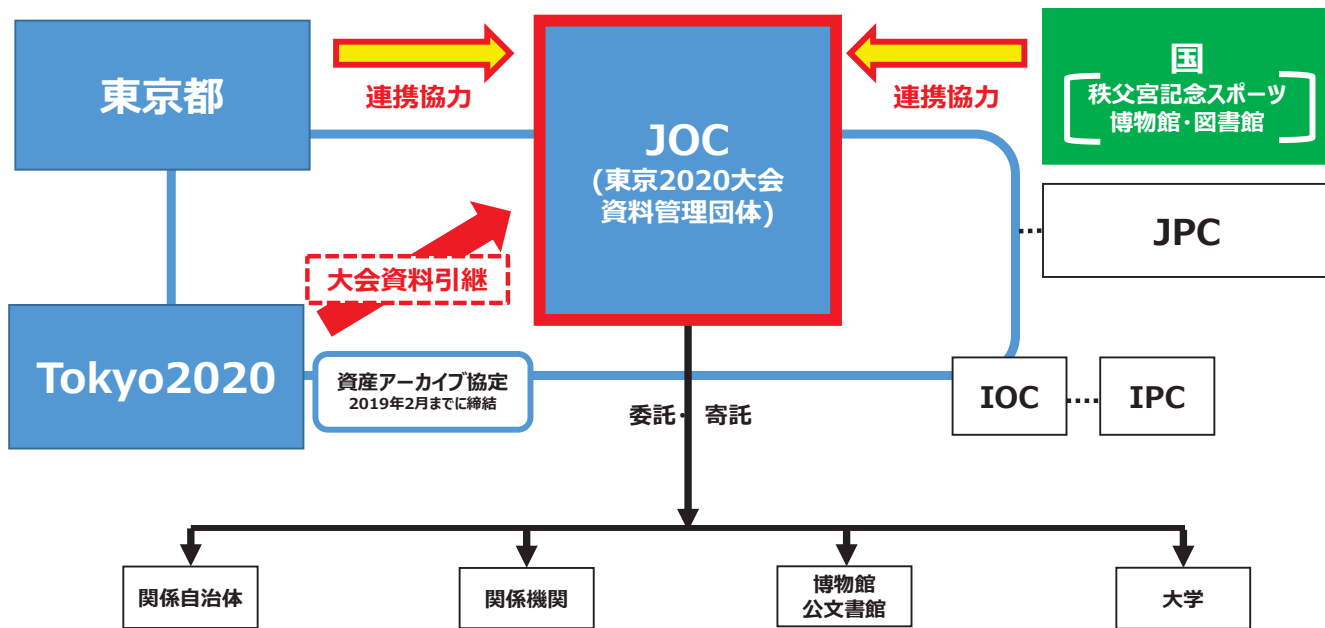 東京都
連携協力
JOC
(東京2020大会
資料管理団体)
連携協力
国
秩父宮記念スポーツ
博物館・図書館
JPC
大会資料引継
Tokyo2020
資産アーカイブ協定
2019年2月までに締結
IOC
IPC
委託・寄託
関係自治体
関係機関
博物館
公文書館
大学